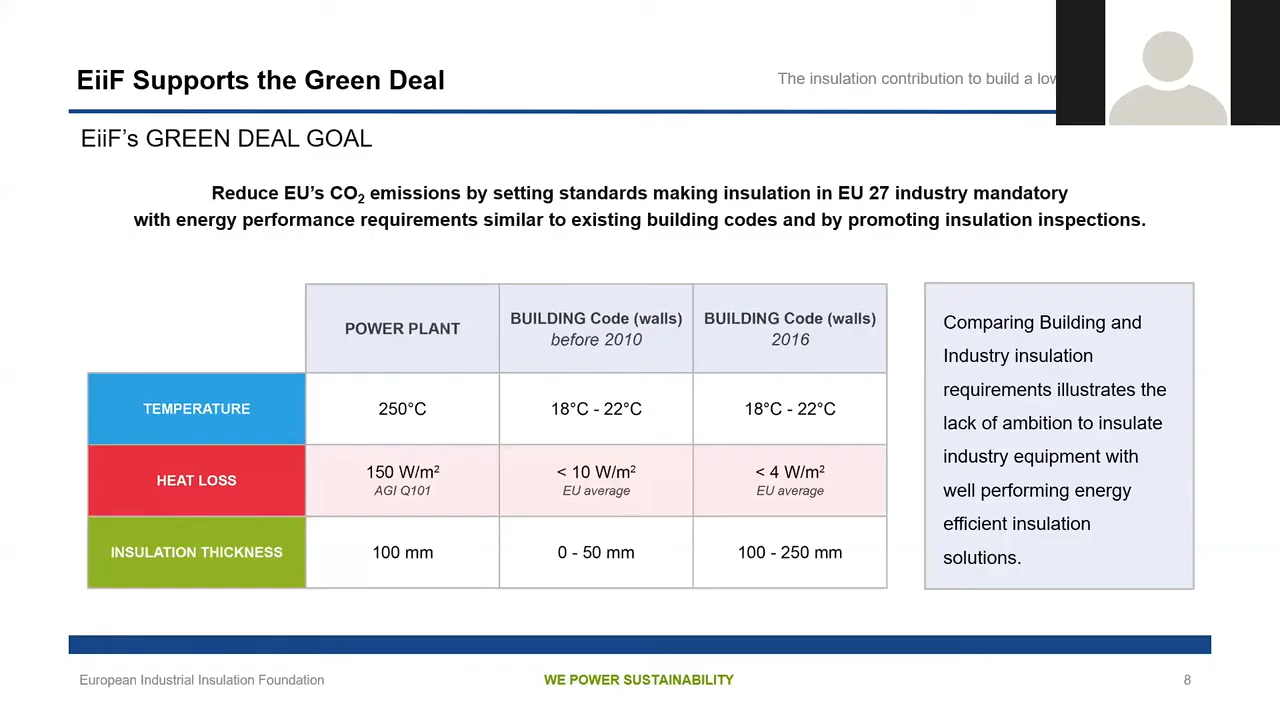 EiiF Supports the Green Deal
The insulation contribution to build a low
EiiF's GREEN DEAL GOAL
Reduce EU's CO₂ emissions by setting standards making insulation in EU 27 industry mandatory
with energy performance requirements similar to existing building codes and by promoting insulation inspections.
POWER PLANT
BUILDING Code (walls)
before 2010
BUILDING Code (walls)
2016
TEMPERATURE
250°C
18°C - 22°C
18°C - 22°C
HEAT LOSS
150 W/m²
AGI Q101
< 10 W/m²
EU average
< 4 W/m²
EU average
INSULATION THICKNESS
100 mm
0 - 50 mm
100 - 250 mm
Comparing Building and
Industry insulation
requirements illustrates the
lack of ambition to insulate
industry equipment with
well performing energy
efficient insulation
solutions.
European Industrial Insulation Foundation
WE POWER SUSTAINABILITY
8